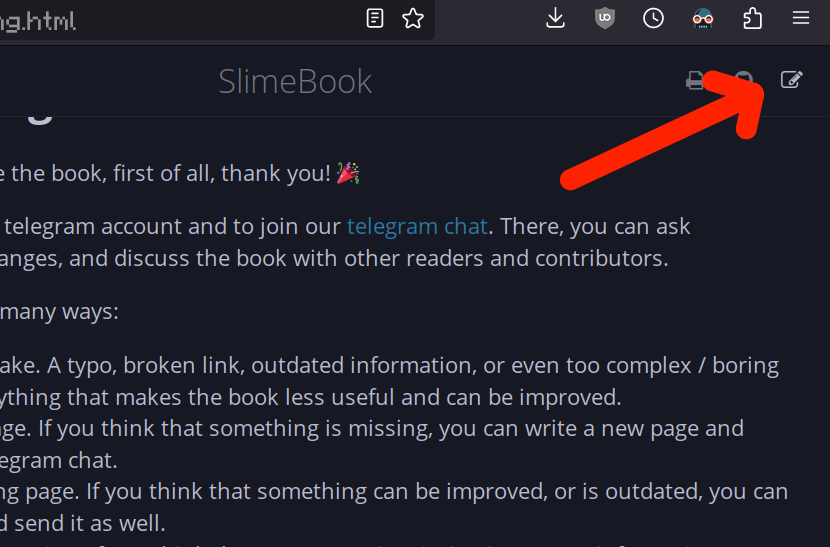 ng.html
SlimeBook
g
e the book, first of all, thank you! 🎉
telegram account and to join our telegram chat. There, you can ask
anges, and discuss the book with other readers and contributors.
many ways:
ake. A typo, broken link, outdated information, or even too complex / boring
ything that makes the book less useful and can be improved.
ge. If you think that something is missing, you can write a new page and
egram chat.
ng page. If you think that something can be improved, or is outdated, you can
d send it as well.